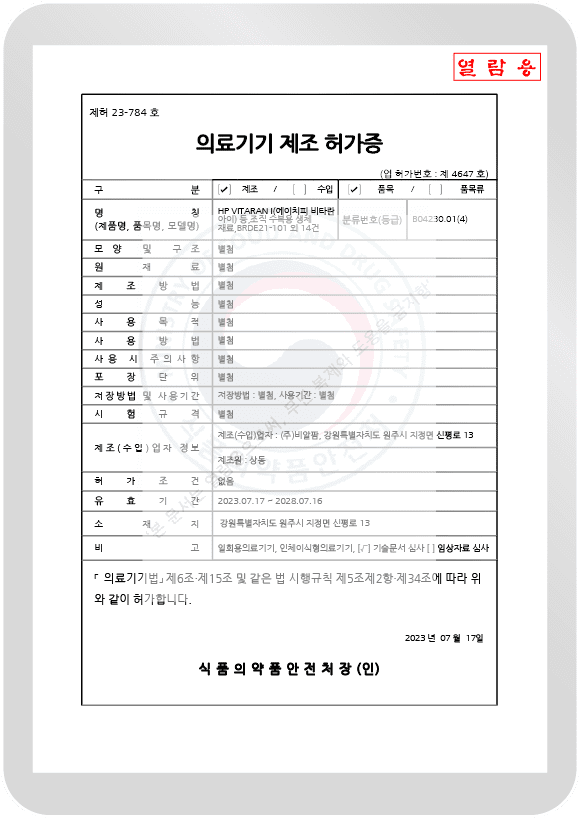 열 람 용
제허 23-784 호
의료기기 제조 허가증
(업 허가번호 : 제 4647 호)
구 분 [✓] 제조 / [ ] 수입 [✓] 품목 / [ ] 품목류
명 칭
(제품명, 품목명, 모델명)
HP VITARAN I(에이치피 비타란
아이) 등 조직 수복용 생체
재료 BRDE21-101 외 14건
분류번호(등급) B04230.01(4)
모 양 및 구 조 별첨
원 재 료 별첨
제 조 방 법 별첨
성 능 별첨
사 용 목 적 별첨
사 용 방 법 별첨
사 용 시 주 의 사 항 별첨
포 장 단 위 별첨
저장방법 및 사용기간 저장방법 : 별첨, 사용기간 : 별첨
시 험 규 격 별첨
제 조 ( 수 입 ) 업 자 정 보
제조(수입)업자 : (주)비알팜, 강원특별자치도 원주시 지정면 신평로 13
제조원 : 상동
허 가 조 건 없음
유 효 기 간 2023.07.17 ~ 2028.07.16
소 재 지 강원특별자치도 원주시 지정면 신평로 13
비 고 일회용의료기기, 인체이식형의료기기, [√] 기술문서 심사 [ ] 임상자료 심사
「 의료기기법」제6조·제15조 및 같은 법 시행규칙 제5조제2항·제34조에 따라 위
와 같이 허가합니다.
2023 년 07 월 17일
식 품 의 약 품 안 전 처 장 (인)